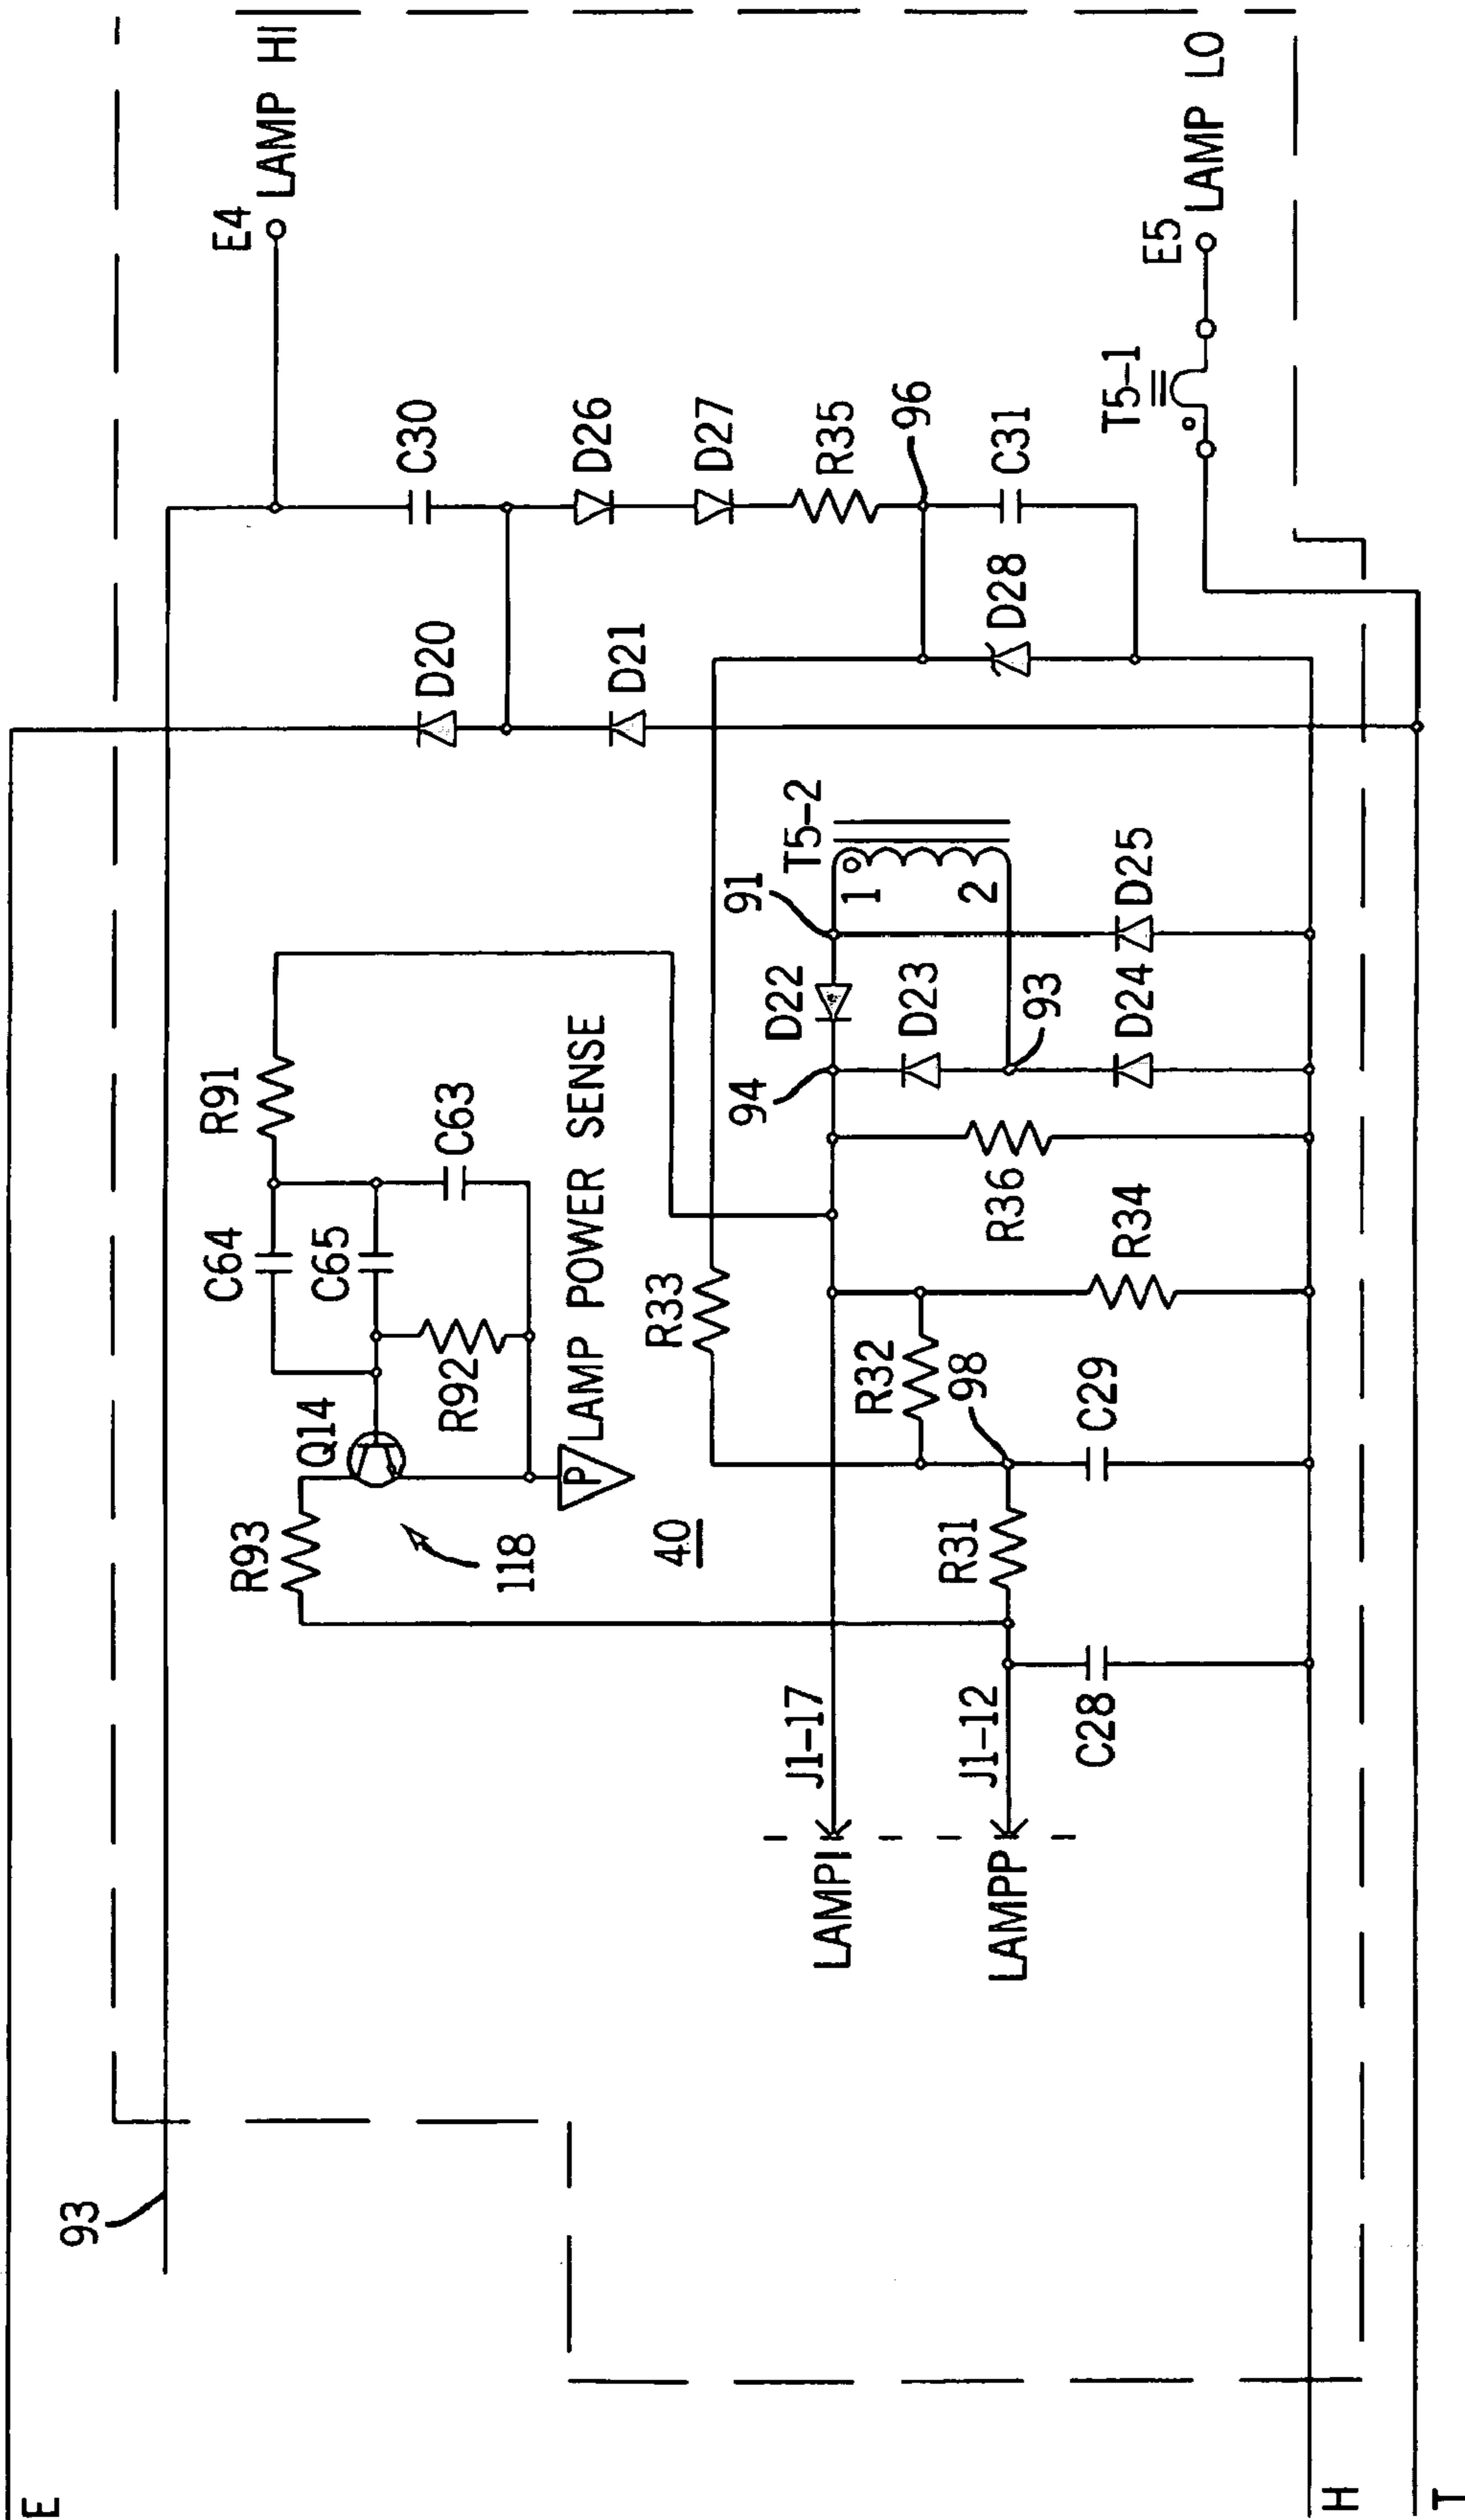 E
93
E4
LAMP HI
R91
C64
C65
C63
R92
Q14
R93
118
P
LAMP POWER SENSE
40
D20
D21
C30
D26
D27
R35
96
C31
D28
T5-1
E5
LAMP LO
R33
T5-2
1
2
91
D22
94
D23
93
D24
D25
R36
R34
R32
98
R31
C29
C28
J1-17
LAMPI
J1-12
LAMPP
H
T